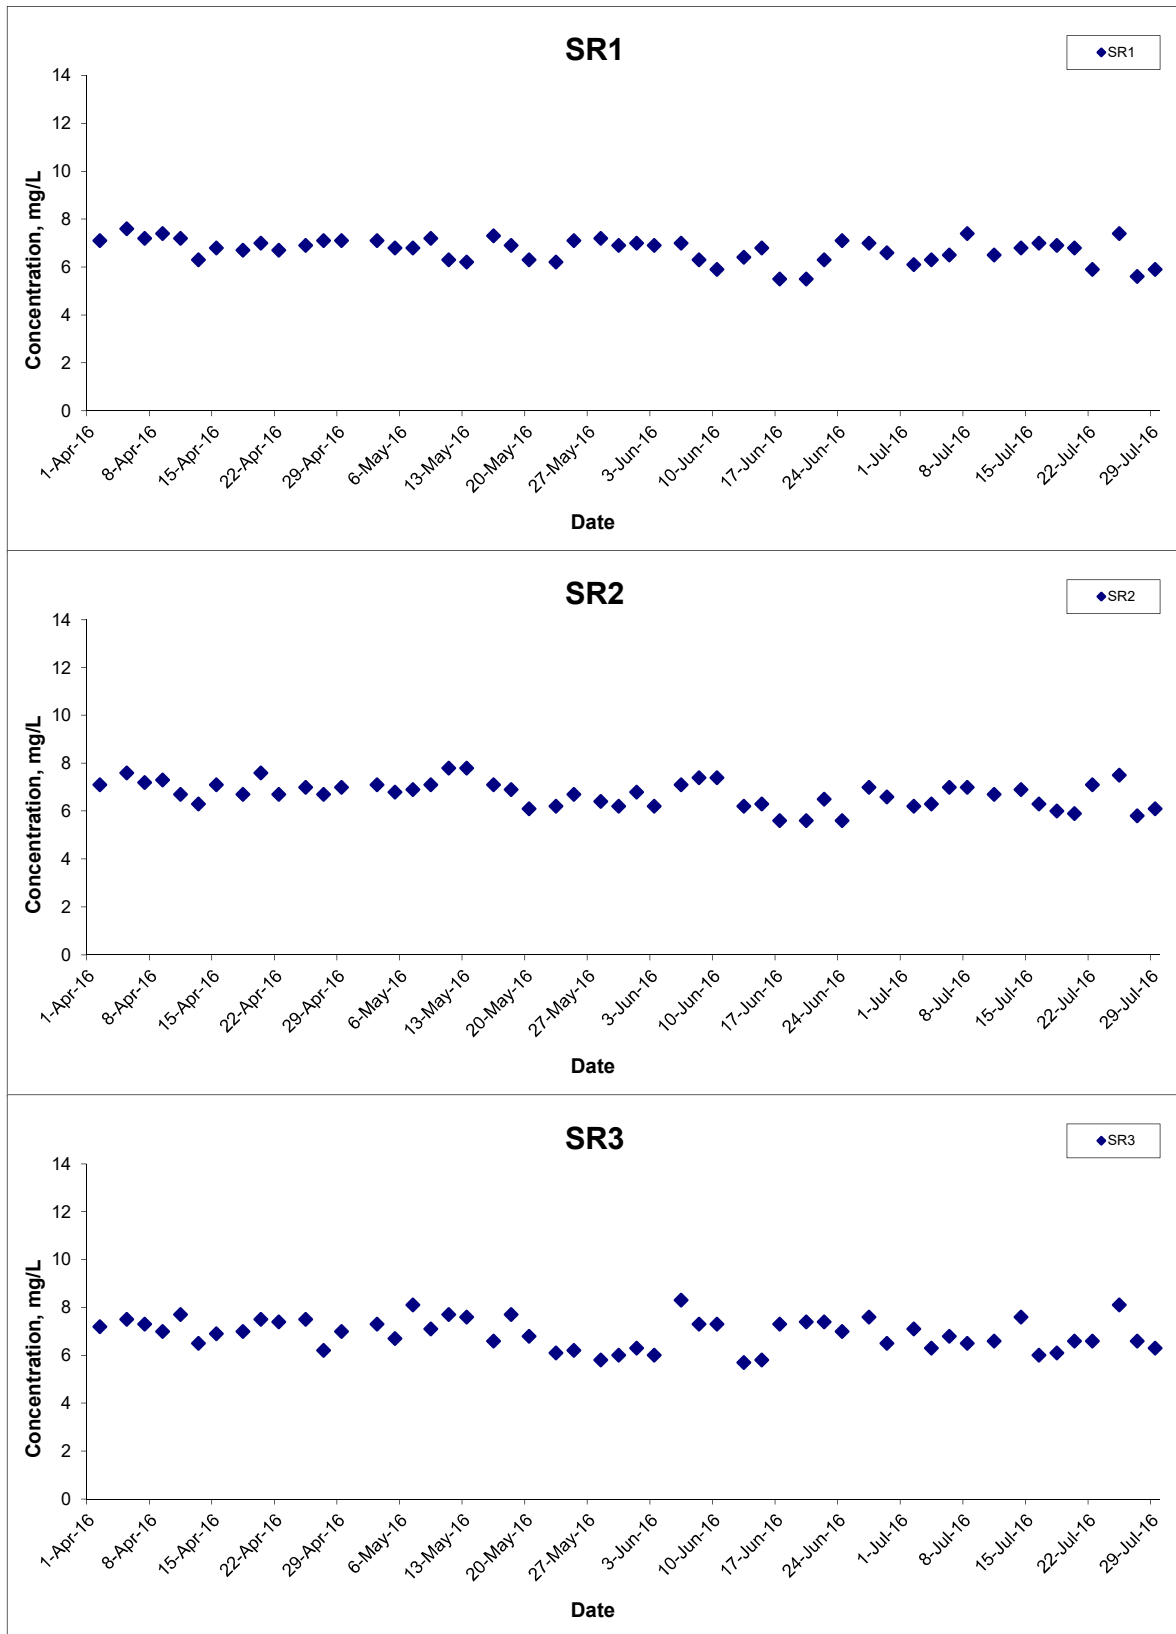 SR1
SR1
14
12
10
8
6
4
2
0
Concentration, mg/L
1-Apr-16
8-Apr-16
15-Apr-16
22-Apr-16
29-Apr-16
6-May-16
13-May-16
20-May-16
27-May-16
3-Jun-16
10-Jun-16
17-Jun-16
24-Jun-16
1-Jul-16
8-Jul-16
15-Jul-16
22-Jul-16
29-Jul-16
Date
SR2
SR2
14
12
10
8
6
4
2
0
Concentration, mg/L
1-Apr-16
8-Apr-16
15-Apr-16
22-Apr-16
29-Apr-16
6-May-16
13-May-16
20-May-16
27-May-16
3-Jun-16
10-Jun-16
17-Jun-16
24-Jun-16
1-Jul-16
8-Jul-16
15-Jul-16
22-Jul-16
29-Jul-16
Date
SR3
SR3
14
12
10
8
6
4
2
0
Concentration, mg/L
1-Apr-16
8-Apr-16
15-Apr-16
22-Apr-16
29-Apr-16
6-May-16
13-May-16
20-May-16
27-May-16
3-Jun-16
10-Jun-16
17-Jun-16
24-Jun-16
1-Jul-16
8-Jul-16
15-Jul-16
22-Jul-16
29-Jul-16
Date